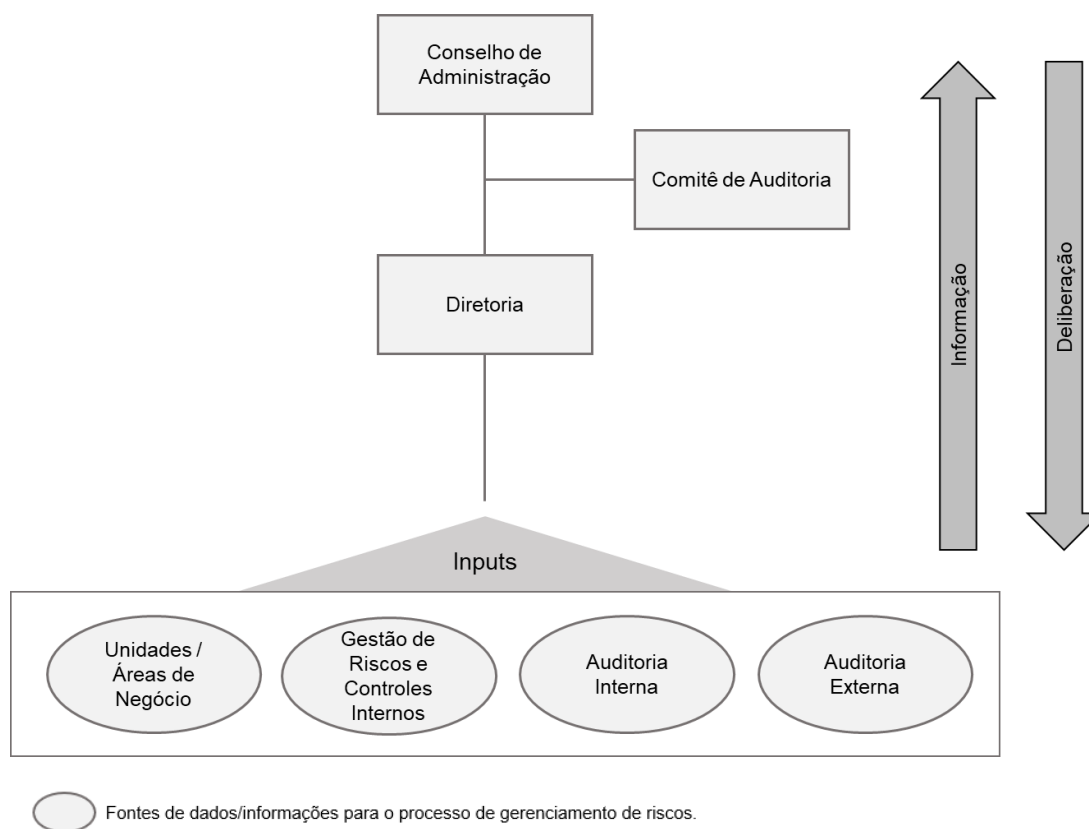 Conselho de
Administração
Comitê de Auditoria
Diretoria
Informação
Deliberação
Inputs
Unidades /
Áreas de
Negócio
Gestão de
Riscos e
Controles
Internos
Auditoria
Interna
Auditoria
Externa
Fontes de dados/informações para o processo de gerenciamento de riscos.